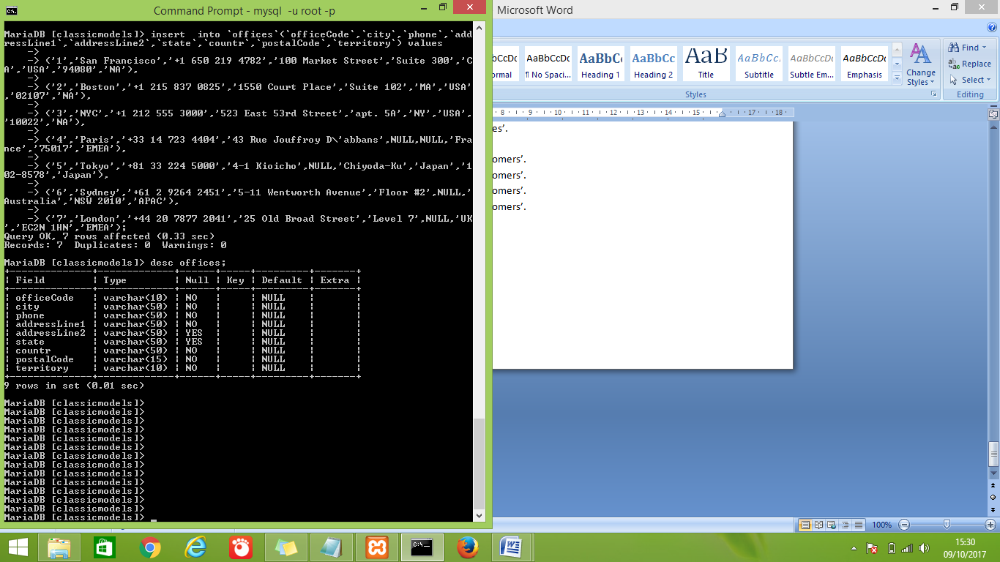 Command Prompt - mysql -u root -p
MariaDB [classicmodels]> insert  into `offices`(`officeCode`,`city`,`phone`,`add
ressLine1`,`addressLine2`,`state`,`countr`,`postalCode`,`territory`) values
->
-> ('1','San Francisco','+1 650 219 4782','100 Market Street','Suite 300','C
A','USA','94080','NA'),
->
-> ('2','Boston','+1 215 837 0825','1550 Court Place','Suite 102','MA','USA'
,'02107','NA'),
->
-> ('3','NYC','+1 212 555 3000','523 East 53rd Street','apt. 5A','NY','USA',
'10022','NA'),
->
-> ('4','Paris','+33 14 723 4404','43 Rue Jouffroy D\'abbans',NULL,NULL,'Fra
nce','75017','EMEA'),
->
-> ('5','Tokyo','+81 33 224 5000','4-1 Kioicho',NULL,'Chiyoda-Ku','Japan','1
02-8578','Japan'),
->
-> ('6','Sydney','+61 2 9264 2451','5-11 Wentworth Avenue','Floor #2',NULL,'
Australia','NSW 2010','APAC'),
->
-> ('7','London','+44 20 7877 2041','25 Old Broad Street','Level 7',NULL,'UK
','EC2N 1HN','EMEA');
Query OK, 7 rows affected (0.33 sec)
Records: 7  Duplicates: 0  Warnings: 0
MariaDB [classicmodels]> desc offices;
| Field | Type | Null | Key | Default | Extra |
| officeCode | varchar(10) | NO | | NULL | |
| city | varchar(50) | NO | | NULL | |
| phone | varchar(50) | NO | | NULL | |
| addressLine1 | varchar(50) | NO | | NULL | |
| addressLine2 | varchar(50) | YES | | NULL | |
| state | varchar(50) | YES | | NULL | |
| countr | varchar(50) | NO | | NULL | |
| postalCode | varchar(15) | NO | | NULL | |
| territory | varchar(10) | NO | | NULL | |
9 rows in set (0.01 sec)
MariaDB [classicmodels]>
MariaDB [classicmodels]>
MariaDB [classicmodels]>
MariaDB [classicmodels]>
MariaDB [classicmodels]>
MariaDB [classicmodels]>
MariaDB [classicmodels]>
MariaDB [classicmodels]>
MariaDB [classicmodels]>
MariaDB [classicmodels]>
MariaDB [classicmodels]>
MariaDB [classicmodels]>
MariaDB [classicmodels]>
MariaDB [classicmodels]> _
Microsoft Word
AaBbCcDc AaBbCc AaBbCc AaB AaBbCc. AaBbCcDc AaBbCcDc
ormal ¶ No Spaci... Heading 1 Heading 2 Title Subtitle Subtle Em... Emphasis
Change
Styles
Styles
Find
Replace
Select
Editing
8 9 10 11 12 13 14 15 17 18
es’.
omers’.
omers’.
omers’.
omers’.
100%
15:30
09/10/2017